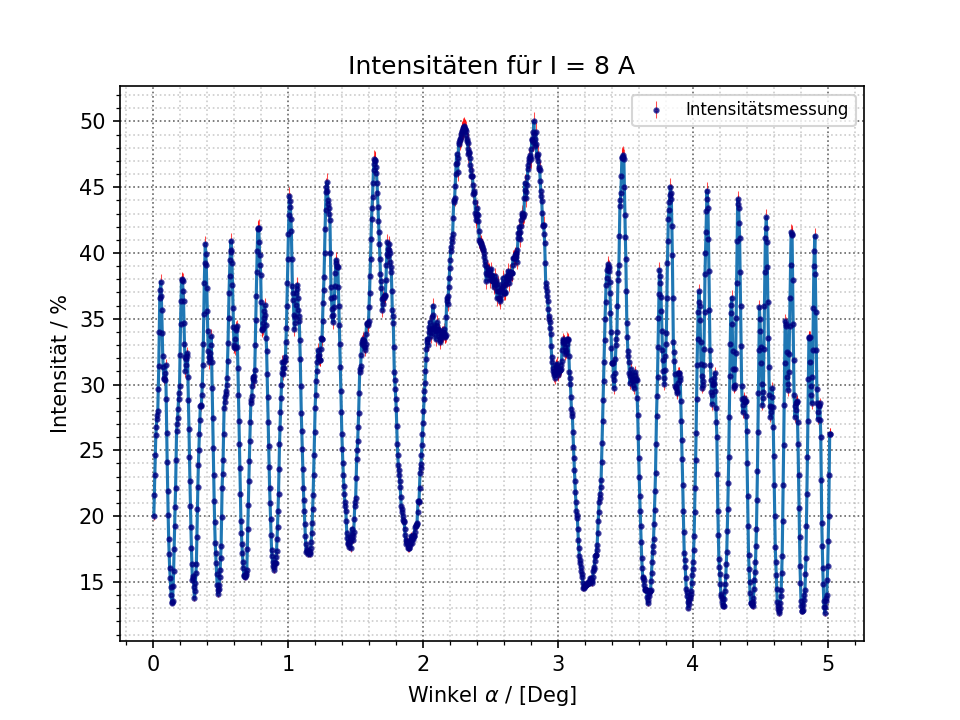 Intensitäten für I = 8 A
Intensitätsmessung
Intensität / %
50
45
40
35
30
25
20
15
0 1 2 3 4 5
Winkel α / [Deg]